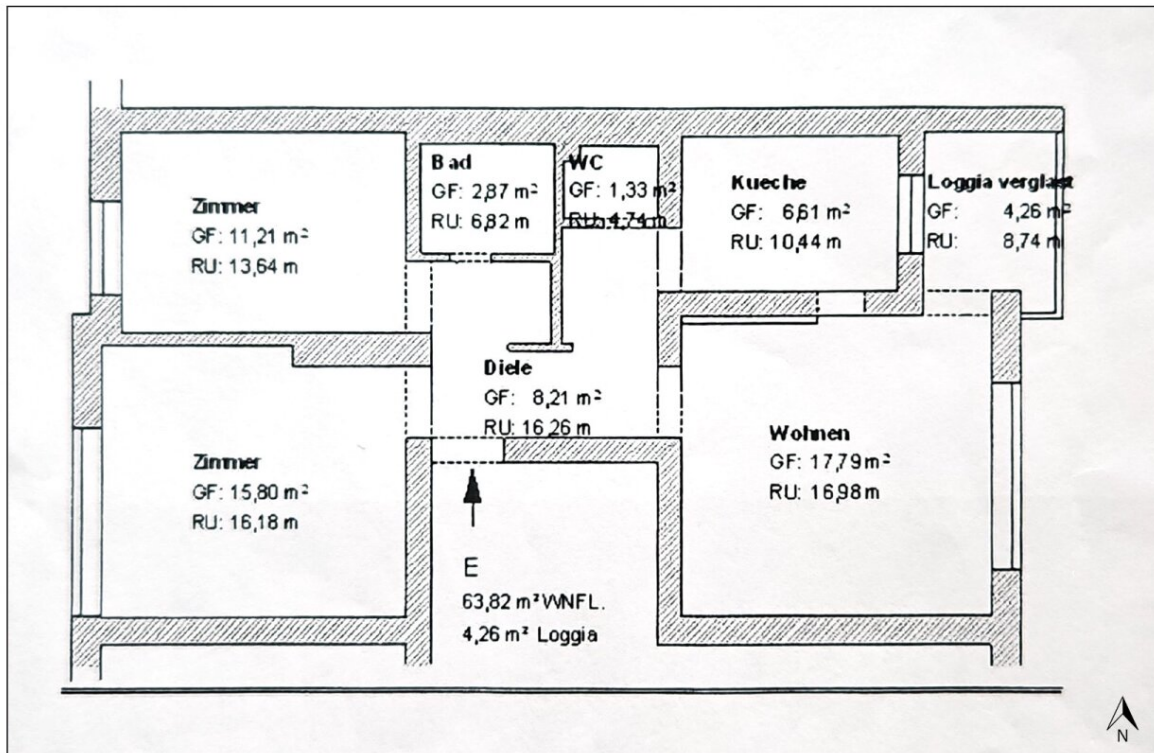 Bad
GF: 2,87 m²
RU: 6,82 m
WC
GF: 1,33 m²
RU: 4,74 m
Kueche
GF: 6,61 m²
RU: 10,44 m
Loggia verglast
GF: 4,26 m²
RU: 8,74 m
Zimmer
GF: 11,21 m²
RU: 13,64 m
Diele
GF: 8,21 m²
RU: 16,26 m
Zimmer
GF: 15,80 m²
RU: 16,18 m
Wohnen
GF: 17,79 m²
RU: 16,98 m
E
63,82 m² WNFL.
4,26 m² Loggia
N